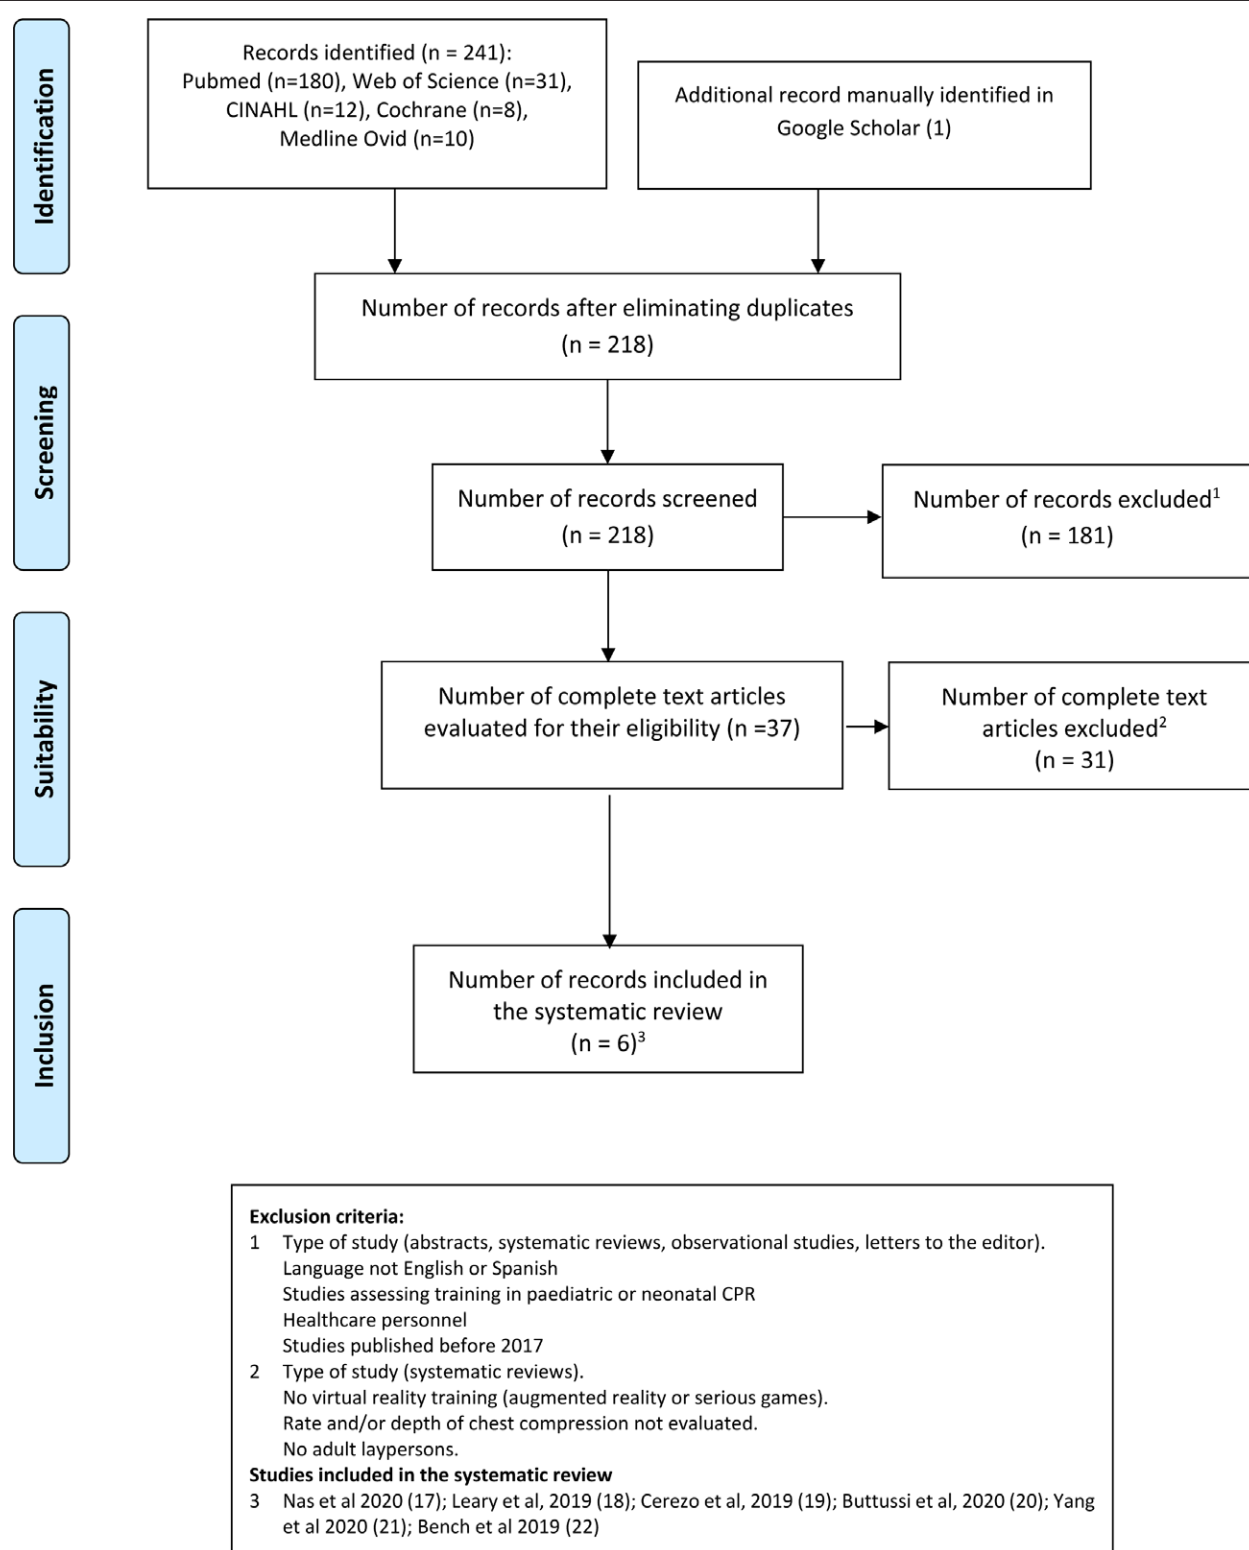 Identification
Records identified (n = 241):
Pubmed (n=180), Web of Science (n=31),
CINAHL (n=12), Cochrane (n=8),
Medline Ovid (n=10)
Additional record manually identified in
Google Scholar (1)
Number of records after eliminating duplicates
(n = 218)
Screening
Number of records screened
(n = 218)
Number of records excluded1
(n = 181)
Suitability
Number of complete text articles
evaluated for their eligibility (n =37)
Number of complete text
articles excluded2
(n = 31)
Inclusion
Number of records included in
the systematic review
(n = 6)3
Exclusion criteria:
1 Type of study (abstracts, systematic reviews, observational studies, letters to the editor).
Language not English or Spanish
Studies assessing training in paediatric or neonatal CPR
Healthcare personnel
Studies published before 2017
2 Type of study (systematic reviews).
No virtual reality training (augmented reality or serious games).
Rate and/or depth of chest compression not evaluated.
No adult laypersons.
Studies included in the systematic review
3 Nas et al 2020 (17); Leary et al, 2019 (18); Cerezo et al, 2019 (19); Buttussi et al, 2020 (20); Yang
et al 2020 (21); Bench et al 2019 (22)